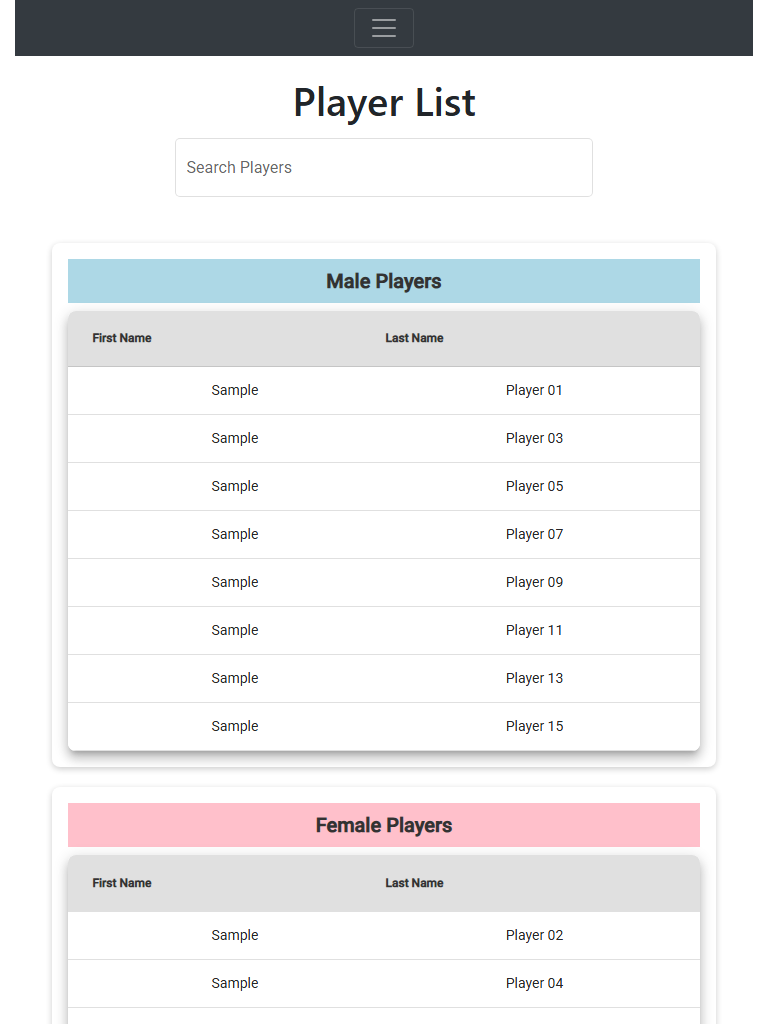 Player List
Search Players
Male Players
First Name Last Name
Sample Player 01
Sample Player 03
Sample Player 05
Sample Player 07
Sample Player 09
Sample Player 11
Sample Player 13
Sample Player 15
Female Players
First Name Last Name
Sample Player 02
Sample Player 04